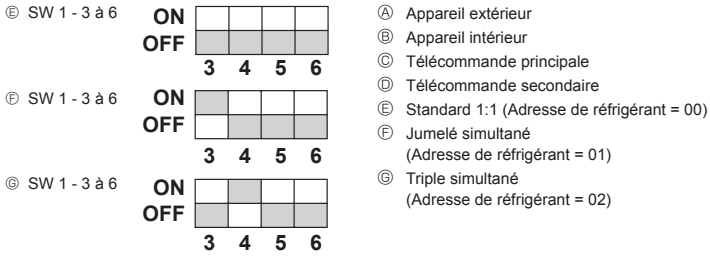 Ⓔ SW 1 - 3 à 6
ON
OFF
3 4 5 6
Ⓕ SW 1 - 3 à 6
ON
OFF
3 4 5 6
Ⓖ SW 1 - 3 à 6
ON
OFF
3 4 5 6
Ⓐ Appareil extérieur
Ⓑ Appareil intérieur
Ⓒ Télécommande principale
Ⓓ Télécommande secondaire
Ⓔ Standard 1:1 (Adresse de réfrigérant = 00)
Ⓕ Jumelé simultané
(Adresse de réfrigérant = 01)
Ⓖ Triple simultané
(Adresse de réfrigérant = 02)